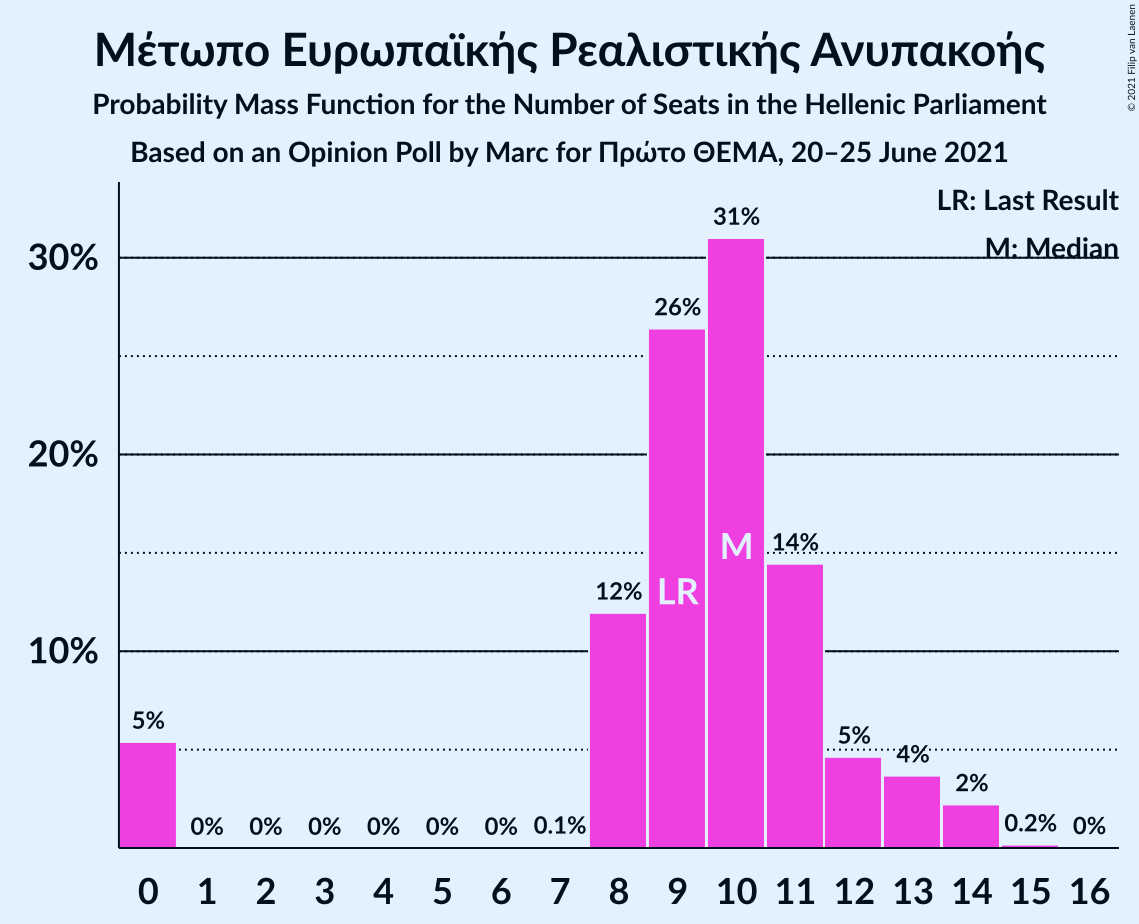 Μέτωπο Ευρωπαϊκής Ρεαλιστικής Ανυπακοής
Probability Mass Function for the Number of Seats in the Hellenic Parliament
Based on an Opinion Poll by Marc for Πρώτο ΘΕΜΑ, 20–25 June 2021
© 2021 Filip van Laenen
LR: Last Result
M: Median
30%
20%
10%
5%
0%
0%
0%
0%
0%
0%
0.1%
12%
26%
31%
14%
5%
4%
2%
0.2%
0%
LR
M
0 1 2 3 4 5 6 7 8 9 10 11 12 13 14 15 16